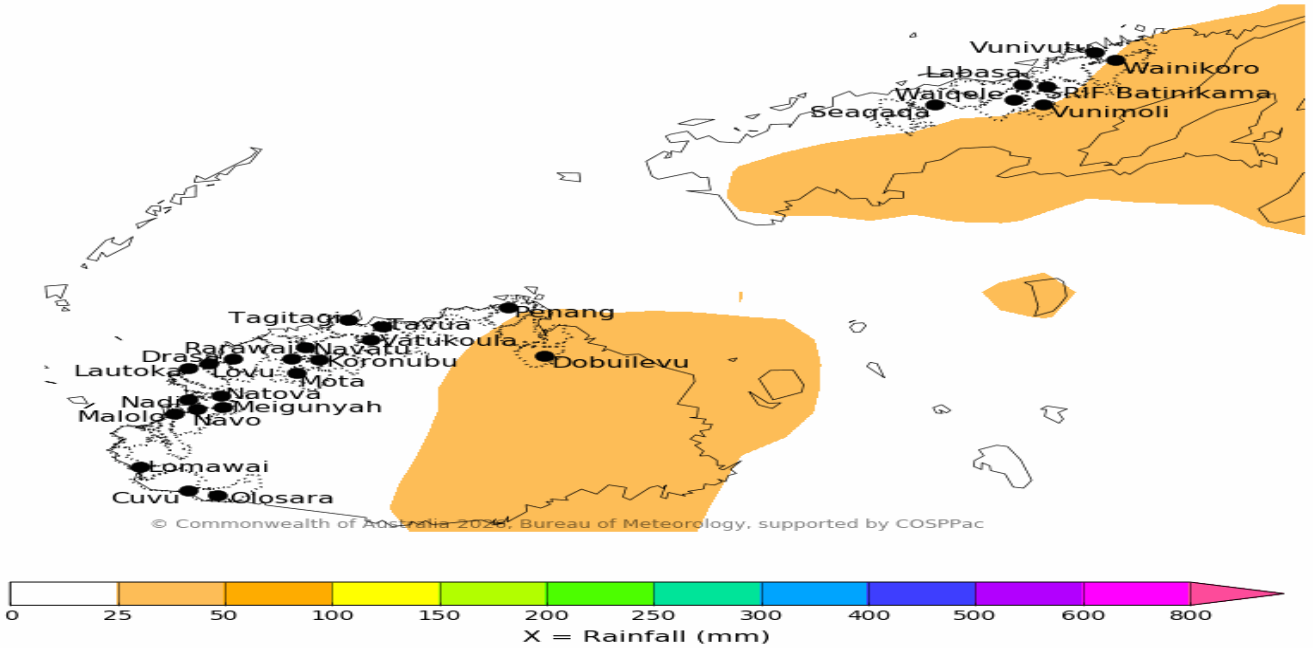 Vunivutu
Wainikoro
Labasa
SRIF Batinikama
Waiqele
Seaqaqa
Vunimoli
Penang
Tagitagi
Tavua
Vatukoula
Rarawai
Navatu
Drasa
Koronubu
Dobuilevu
Lautoka
Lovu
Mota
Natova
Nadi
Meigunyah
Malolo
Navo
Lomawai
Cuvu
Olosara
© Commonwealth of Australia 2020, Bureau of Meteorology, supported by COSPPac
0 25 50 100 150 200 250 300 400 500 600 800
X = Rainfall (mm)